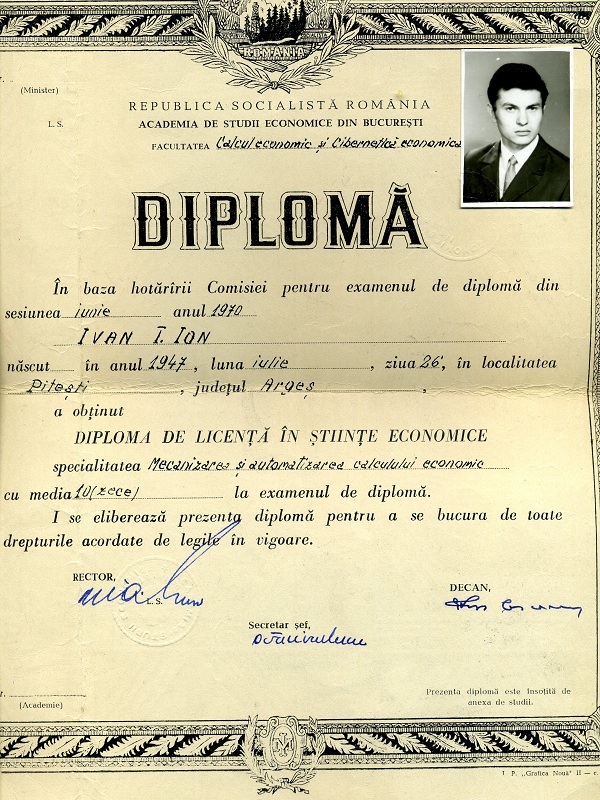 ROMANIA
(Minister)
REPUBLICA SOCIALISTĂ ROMÂNIA
L. S.
ACADEMIA DE STUDII ECONOMICE DIN BUCUREȘTI
FACULTATEA Calcul economic și Cibernetică economică
DIPLOMĂ
În baza hotărîrii Comisiei pentru examenul de diplomă din
sesiunea iunie anul 1970
IVAN I. ION
născut în anul 1947, luna iulie, ziua 26, în localitatea
Pitești, județul Argeș,
a obținut
DIPLOMA DE LICENȚĂ ÎN ȘTIINȚE ECONOMICE
specialitatea Mecanizarea și automatizarea calculului economic
cu media 10 (zece) la examenul de diplomă.
I se eliberează prezenta diplomă pentru a se bucura de toate
drepturile acordate de legile în vigoare.
RECTOR,
L.S.
DECAN,
Secretar șef,
(Academie)
Prezenta diplomă este însoțită de
anexa de studii.
I. P. „Grafica Nouă" II — c.